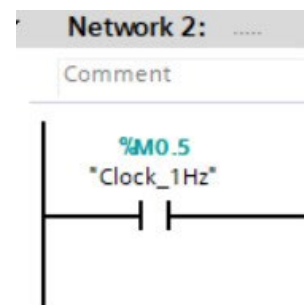 Network 2: .....
Comment
%M0.5
"Clock_1Hz"